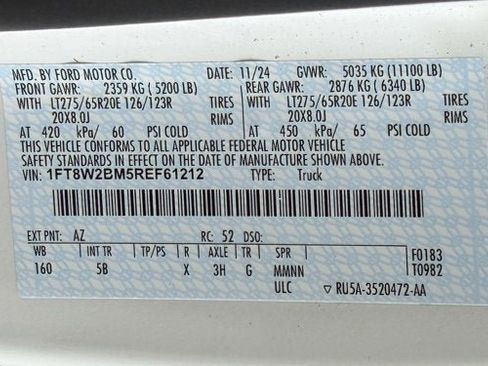 MFD. BY FORD MOTOR CO. DATE: 11/24 GVWR: 5035 KG (11100 LB)
FRONT GAWR: 2359 KG (5200 LB) REAR GAWR: 2876 KG (6340 LB)
WITH LT275/65R20E 126/123R TIRES WITH LT275/65R20E 126/123R TIRES
20X8.0J RIMS 20X8.0J RIMS
AT 420 kPa/ 60 PSI COLD AT 450 kPa/ 65 PSI COLD
THIS VEHICLE CONFORMS TO ALL APPLICABLE FEDERAL MOTOR VEHICLE
SAFETY STANDARDS IN EFFECT ON THE DATE OF MANUFACTURE SHOWN ABOVE.
VIN: 1FT8W2BM5REF61212 TYPE: Truck
EXT PNT: AZ RC: 52 DSO:
WB INT TR TP/PS R AXLE TR SPR F0183
160 5B X 3H G MMNN T0982
ULC ▽ RU5A-3520472-AA